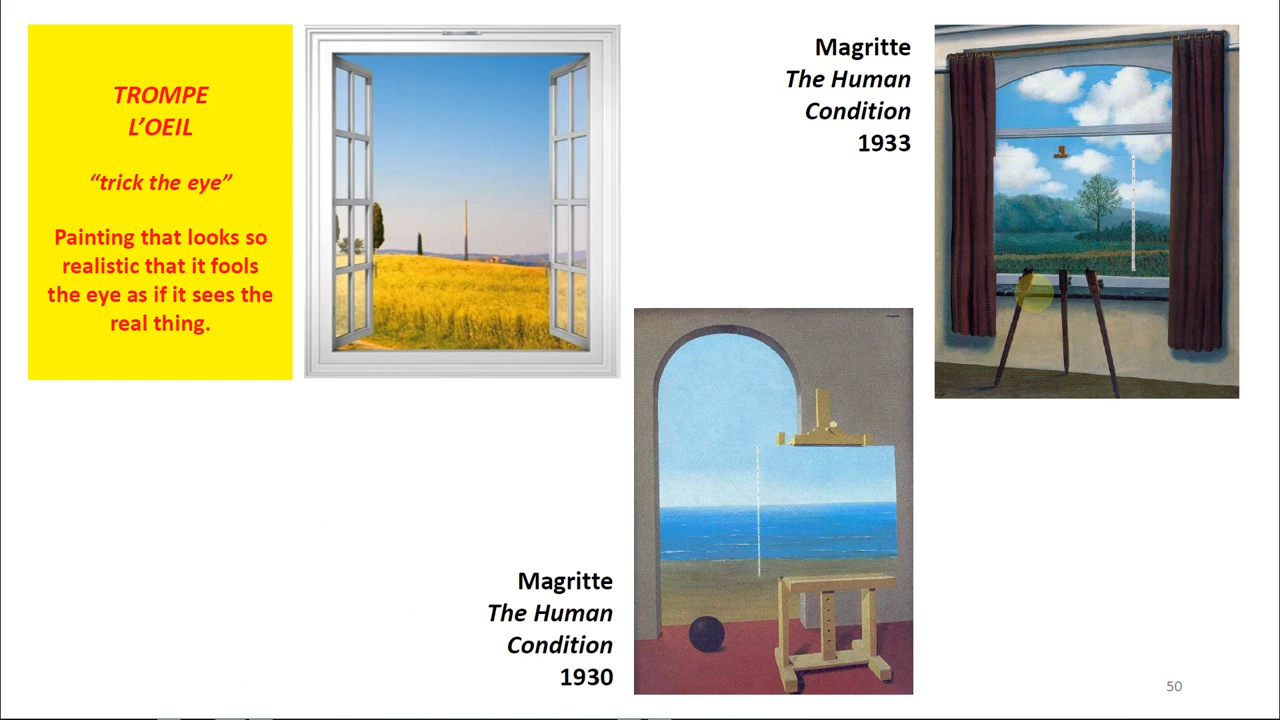 TROMPE
L’OEIL
“trick the eye”
Painting that looks so
realistic that it fools
the eye as if it sees the
real thing.
Magritte
The Human
Condition
1933
Magritte
The Human
Condition
1930
50